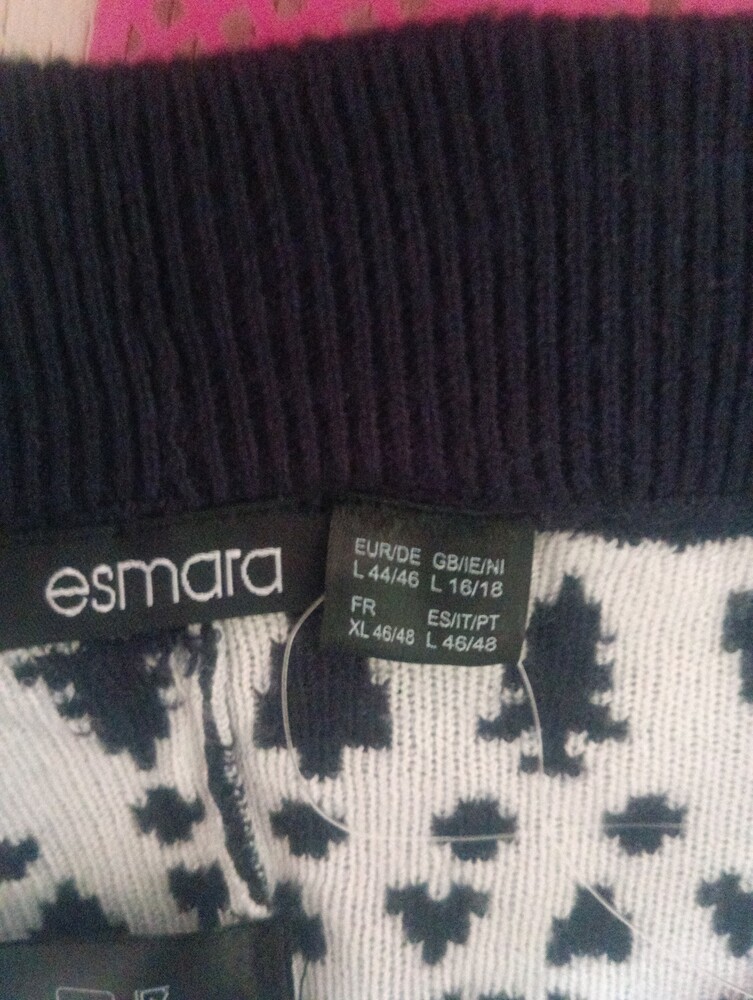 esmara
EUR/DE GB/IE/NI
L 44/46 L 16/18
FR ES/IT/PT
XL 46/48 L 46/48